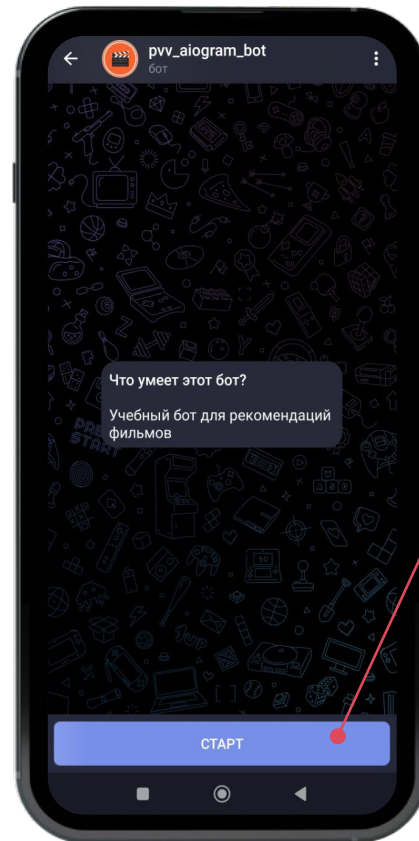 pvv_aiogram_bot
бот
Что умеет этот бот?
Учебный бот для рекомендаций
фильмов
СТАРТ